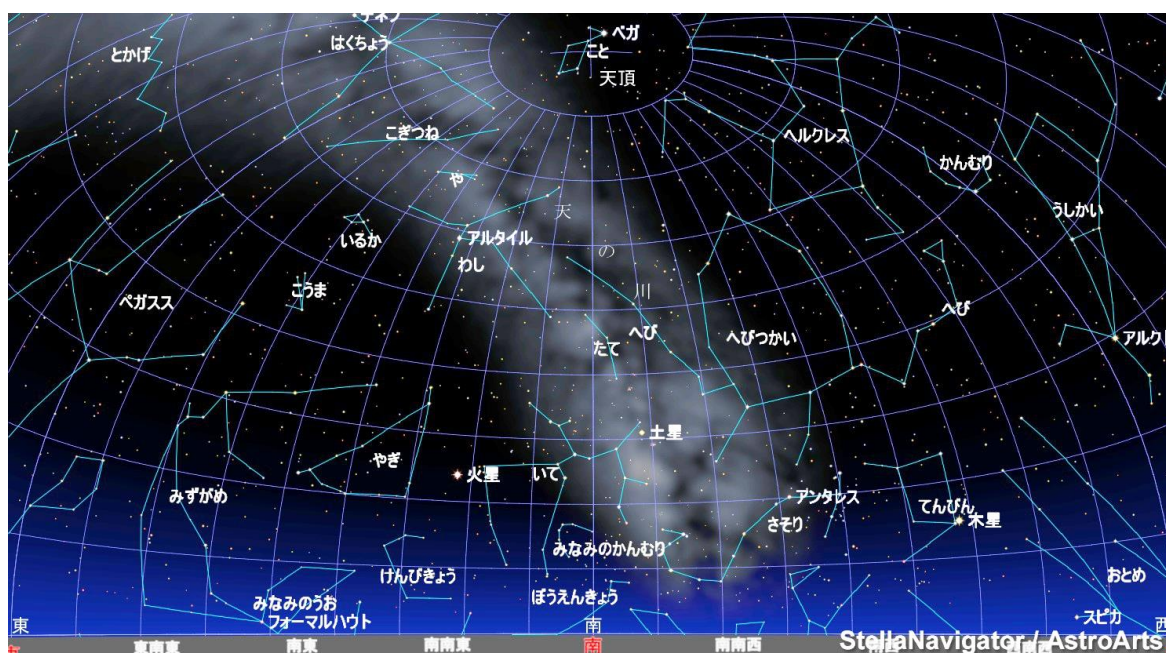 デネブ
はくちょう
ベガ
こと
天頂
とかげ
こぎつね
ヘルクレス
かんむり
や
うしかい
天
の
川
アルタイル
わし
いるか
こうま
ペガスス
へび
たて
へびつかい
へび
アルク
土星
やぎ
火星
いて
みずがめ
アンタレス
さそり
てんびん
木星
みなみのかんむり
けんびきょう
おとめ
みなみのうお
フォーマルハウト
ぼうえんきょう
スピカ
東
南
西
東南東
南東
南南東
南
南南西
StellaNavigator / AstroArts